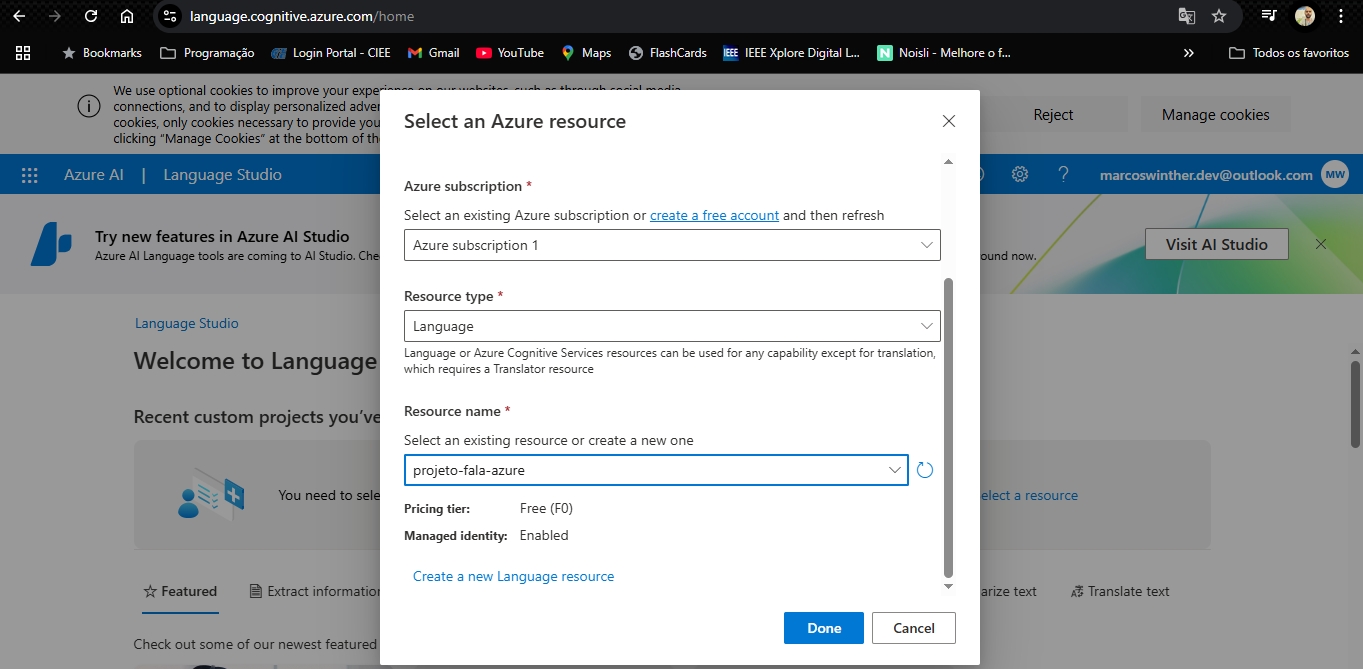 language.cognitive.azure.com/home
Bookmarks
Programação
Login Portal - CIEE
Gmail
YouTube
Maps
FlashCards
IEEE
IEEE Xplore Digital L...
N
Noisli - Melhore o f...
»
Todos os favoritos
We use optional cookies to improve your experience on our websites, such as through social media
connections, and to display personalized adver
cookies, only cookies necessary to provide you
clicking “Manage Cookies” at the bottom of th
Reject
Manage cookies
Azure AI | Language Studio
?
marcoswinther.dev@outlook.com
MW
Try new features in Azure AI Studio
Azure AI Language tools are coming to AI Studio. Che
ound now.
Visit AI Studio
Language Studio
Welcome to Language
Recent custom projects you’ve
You need to sele
elect a resource
Featured
Extract information
arize text
Translate text
Check out some of our newest featured
Select an Azure resource
Azure subscription *
Select an existing Azure subscription or create a free account and then refresh
Azure subscription 1
Resource type *
Language
Language or Azure Cognitive Services resources can be used for any capability except for translation,
which requires a Translator resource
Resource name *
Select an existing resource or create a new one
projeto-fala-azure
Pricing tier: Free (F0)
Managed identity: Enabled
Create a new Language resource
Done
Cancel